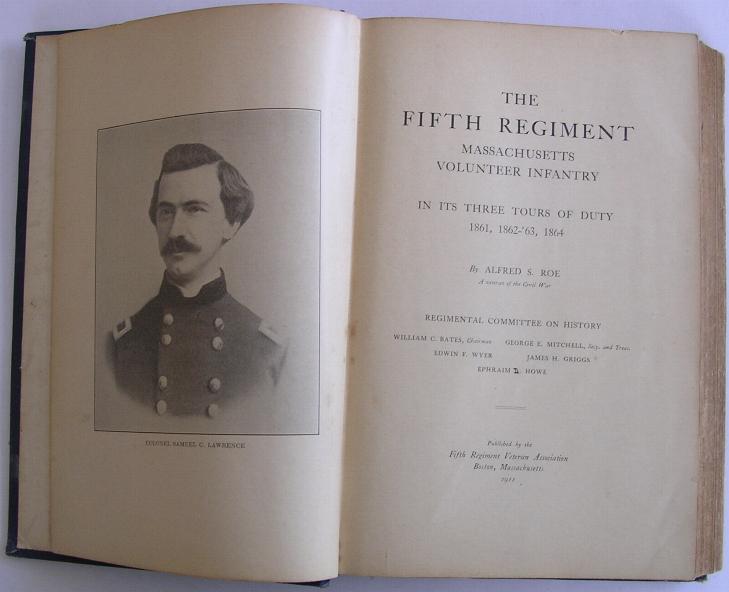 COLONEL SAMUEL C. LAWRENCE
THE
FIFTH REGIMENT
MASSACHUSETTS
VOLUNTEER INFANTRY
IN ITS THREE TOURS OF DUTY
1861, 1862-'63, 1864
By ALFRED S. ROE
A veteran of the Civil War
REGIMENTAL COMMITTEE ON HISTORY
WILLIAM C. BATES, Chairman GEORGE E. MITCHELL, Secy. and Treas.
EDWIN F. WYER JAMES H. GRIGGS
EPHRAIM HOWE
Published by the
Fifth Regiment Veteran Association
Boston, Massachusetts
1911